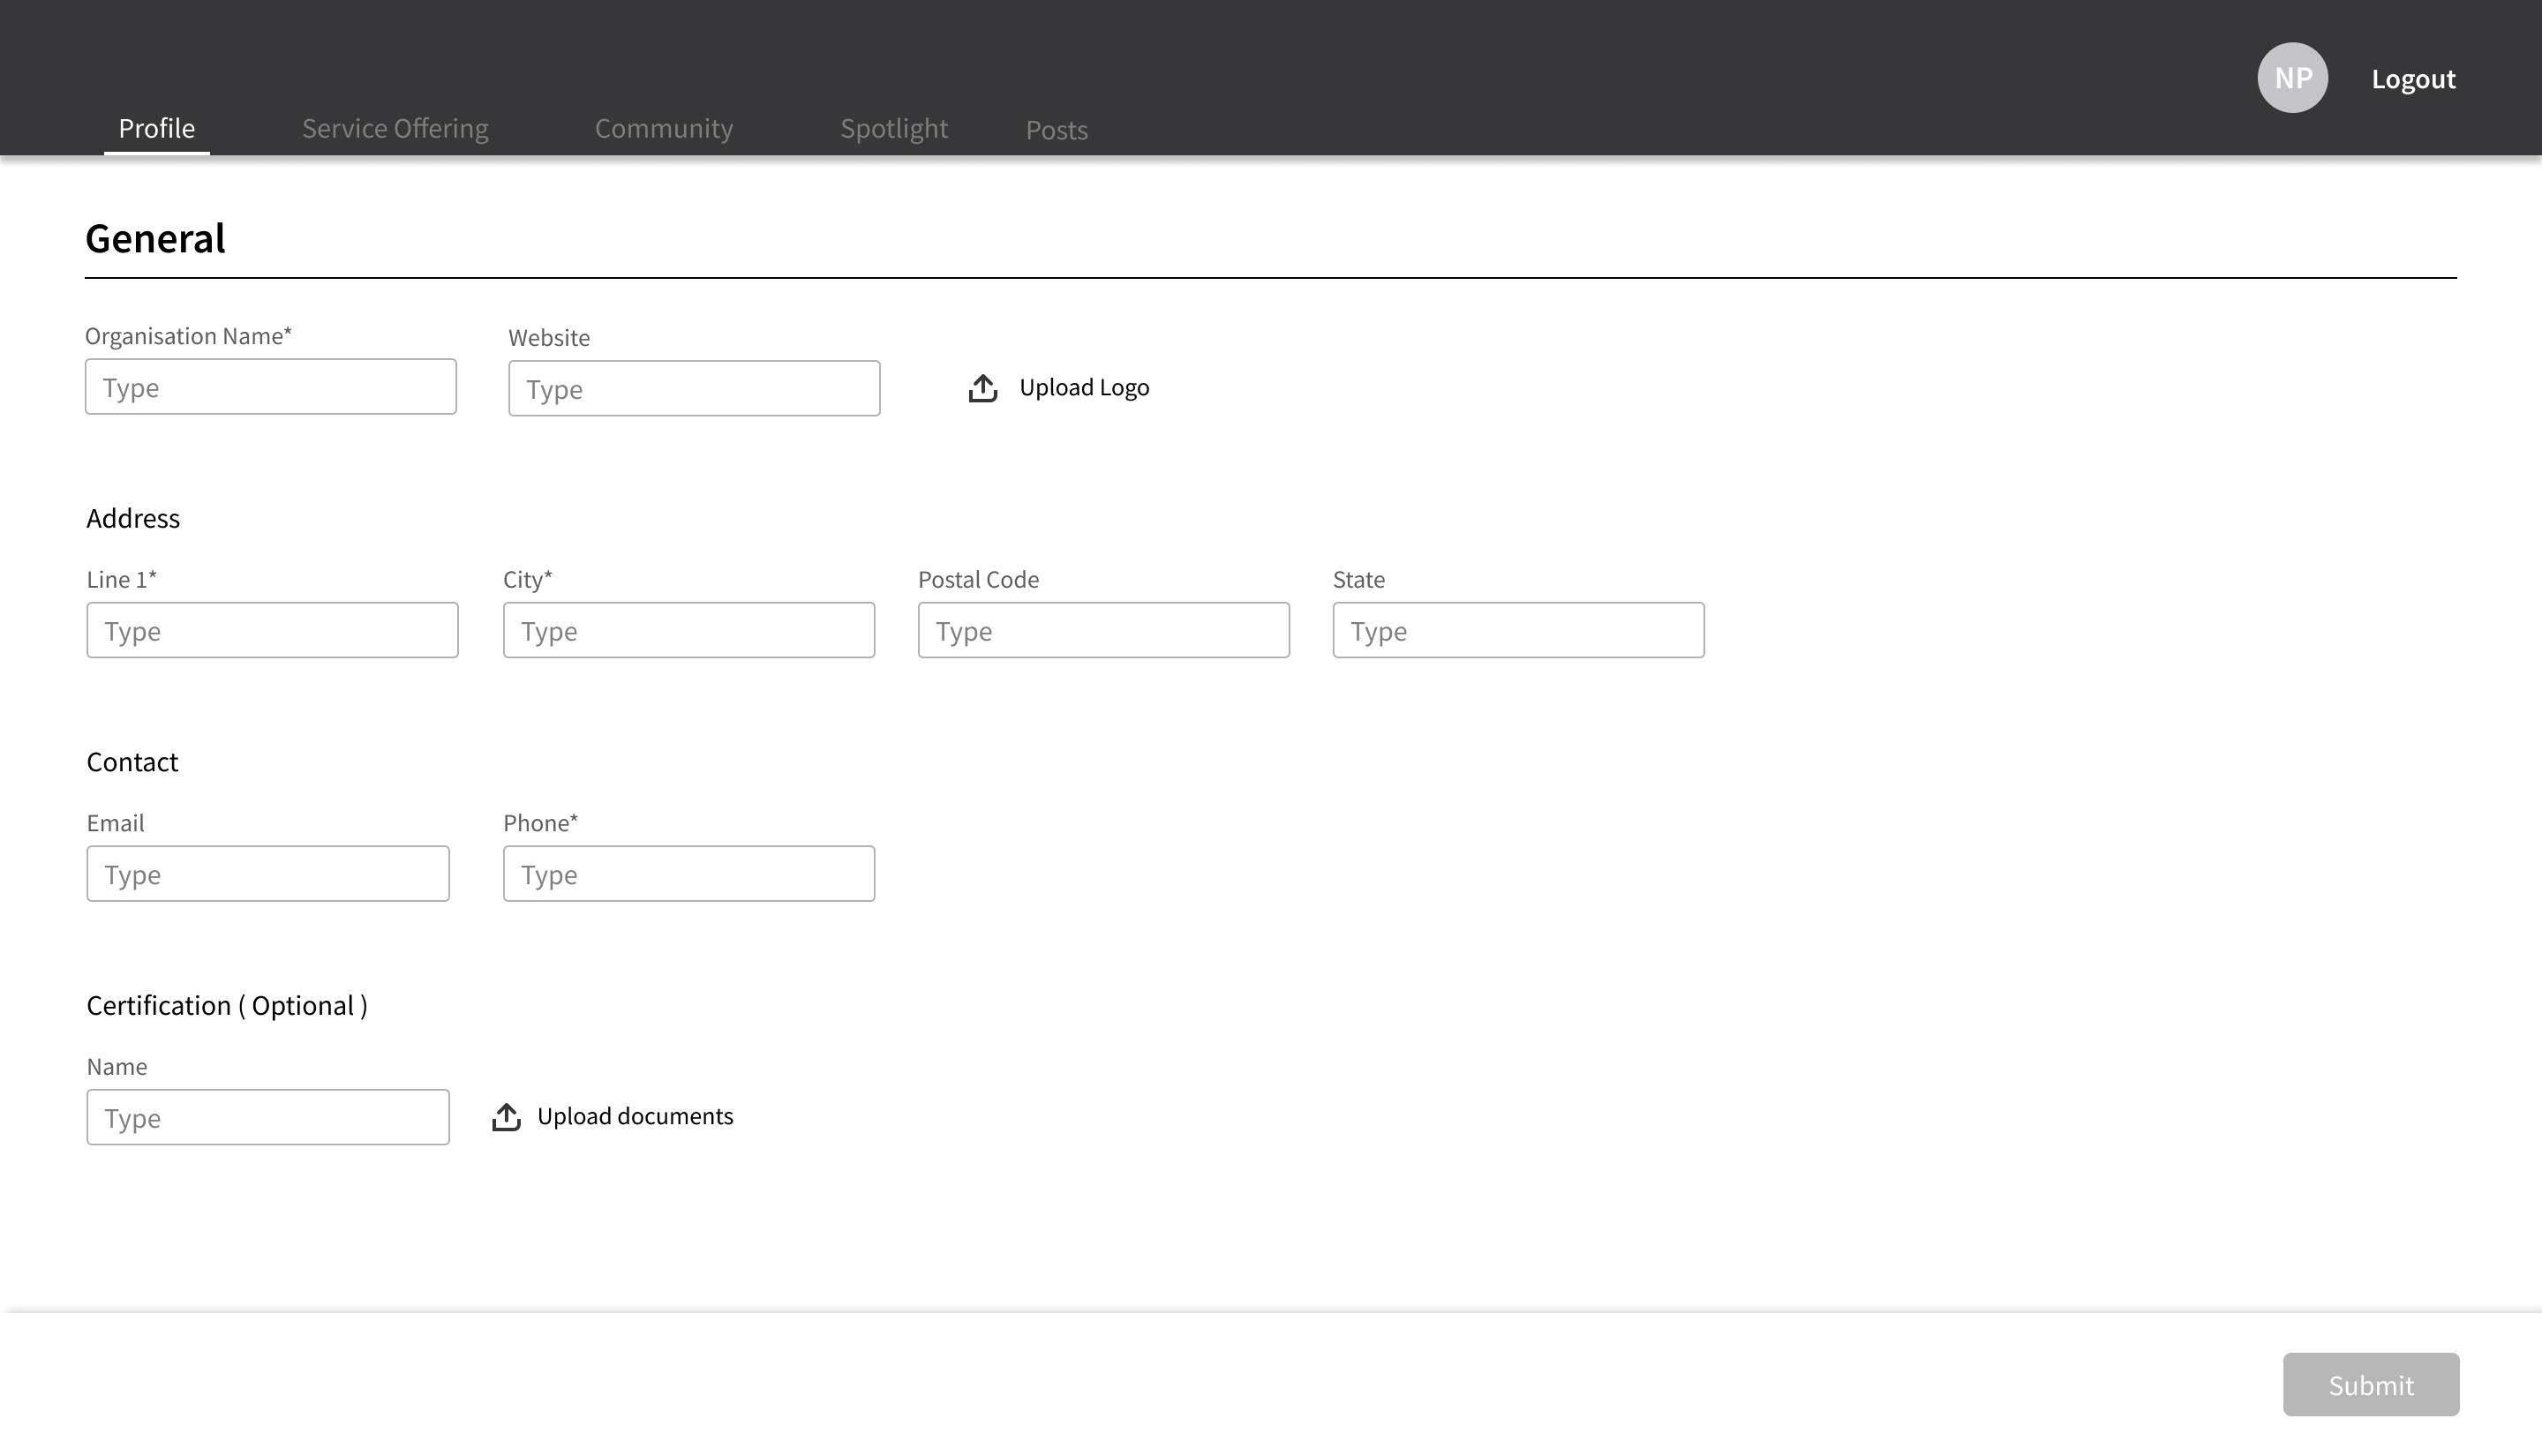 NP Logout
Profile Service Offering Community Spotlight Posts
General
Organisation Name* Website
Type Type Upload Logo
Address
Line 1* City* Postal Code State
Type Type Type Type
Contact
Email Phone*
Type Type
Certification ( Optional )
Name
Type Upload documents
Submit